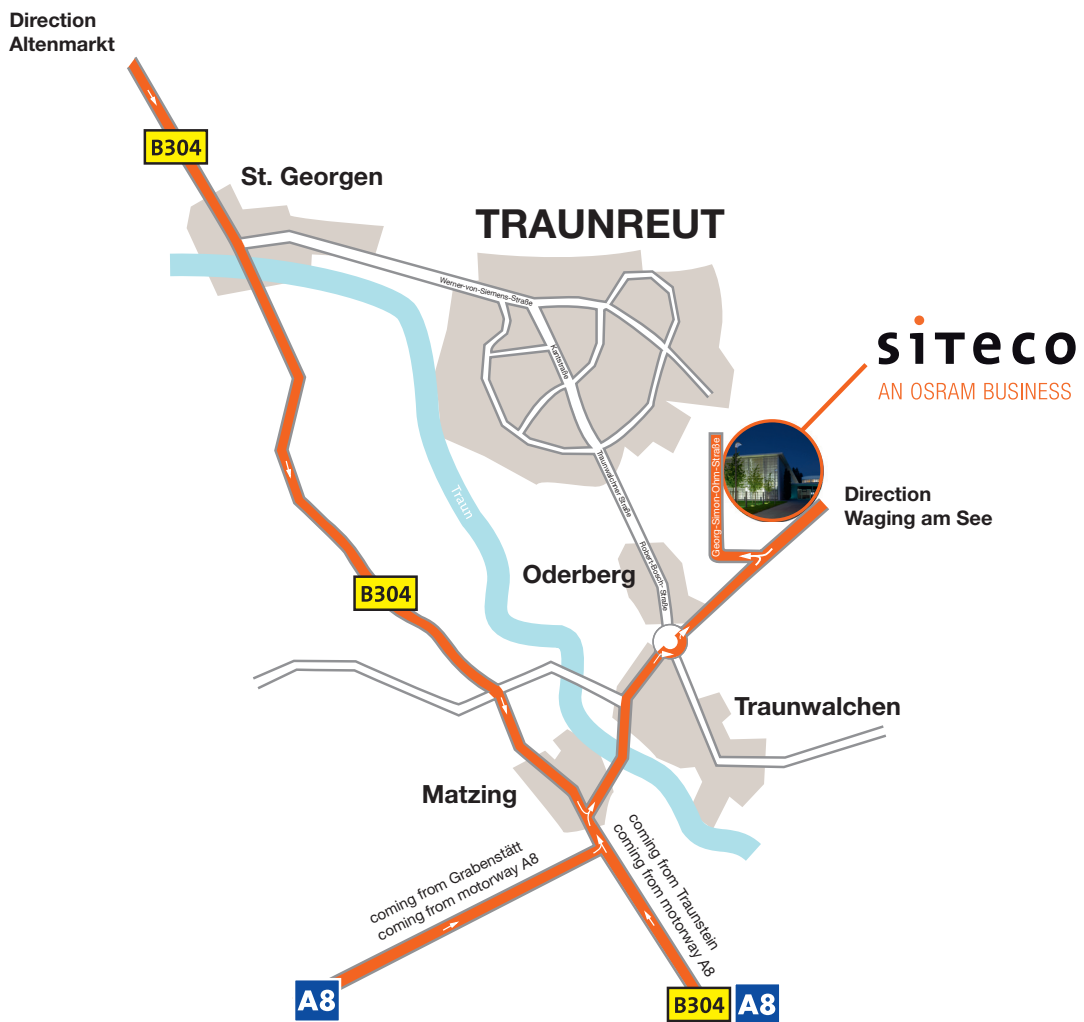 Direction
Altenmarkt
B304
St. Georgen
TRAUNREUT
Werner-von-Siemens-Straße
Kantstraße
Traunwalchner Straße
Robert-Bosch-Straße
Traun
siteco
AN OSRAM BUSINESS
Georg-Simon-Ohm-Straße
Direction
Waging am See
Oderberg
B304
Traunwalchen
Matzing
coming from Grabenstätt
coming from motorway A8
coming from Traunstein
coming from motorway A8
A8
B304
A8